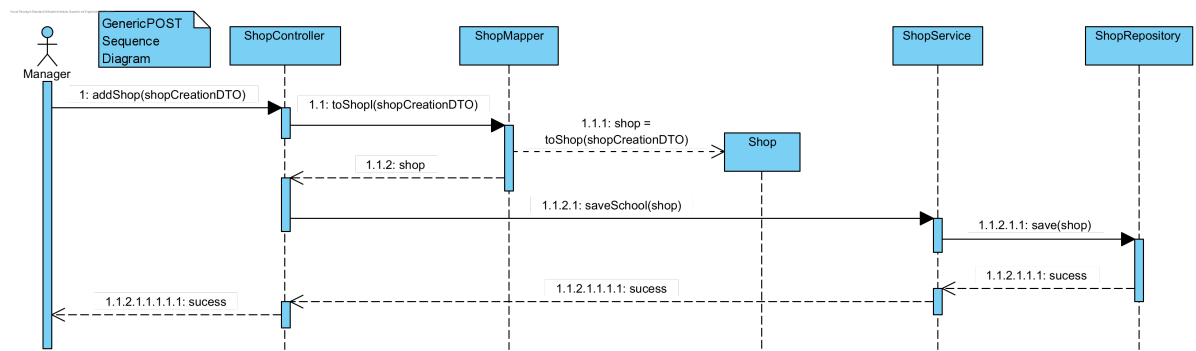 GenericPOST
Sequence
Diagram
Manager
ShopController
ShopMapper
ShopService
ShopRepository
1: addShop(shopCreationDTO)
1.1: toShopl(shopCreationDTO)
1.1.1: shop =
toShop(shopCreationDTO)
Shop
1.1.2: shop
1.1.2.1: saveSchool(shop)
1.1.2.1.1: save(shop)
1.1.2.1.1.1: sucess
1.1.2.1.1.1.1: sucess
1.1.2.1.1.1.1.1: sucess